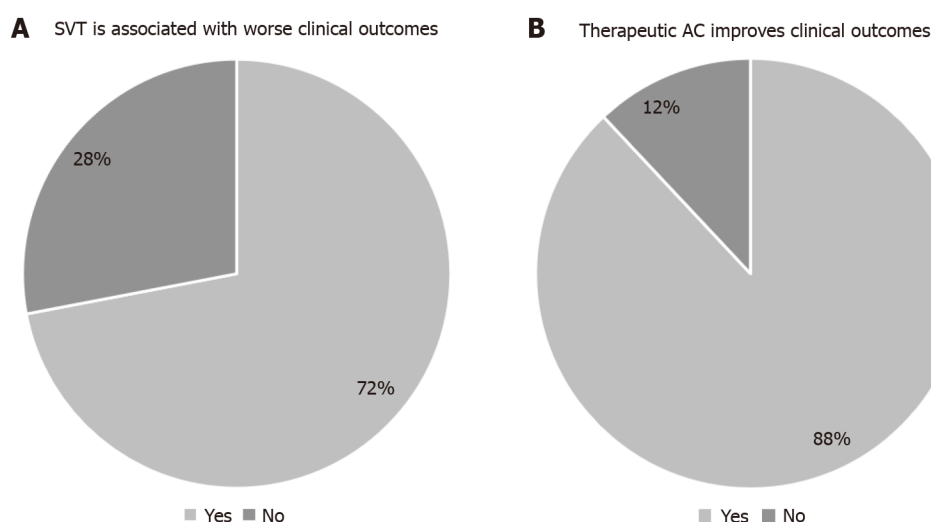 A SVT is associated with worse clinical outcomes
28%
72%
Yes No
B Therapeutic AC improves clinical outcomes
12%
88%
Yes No